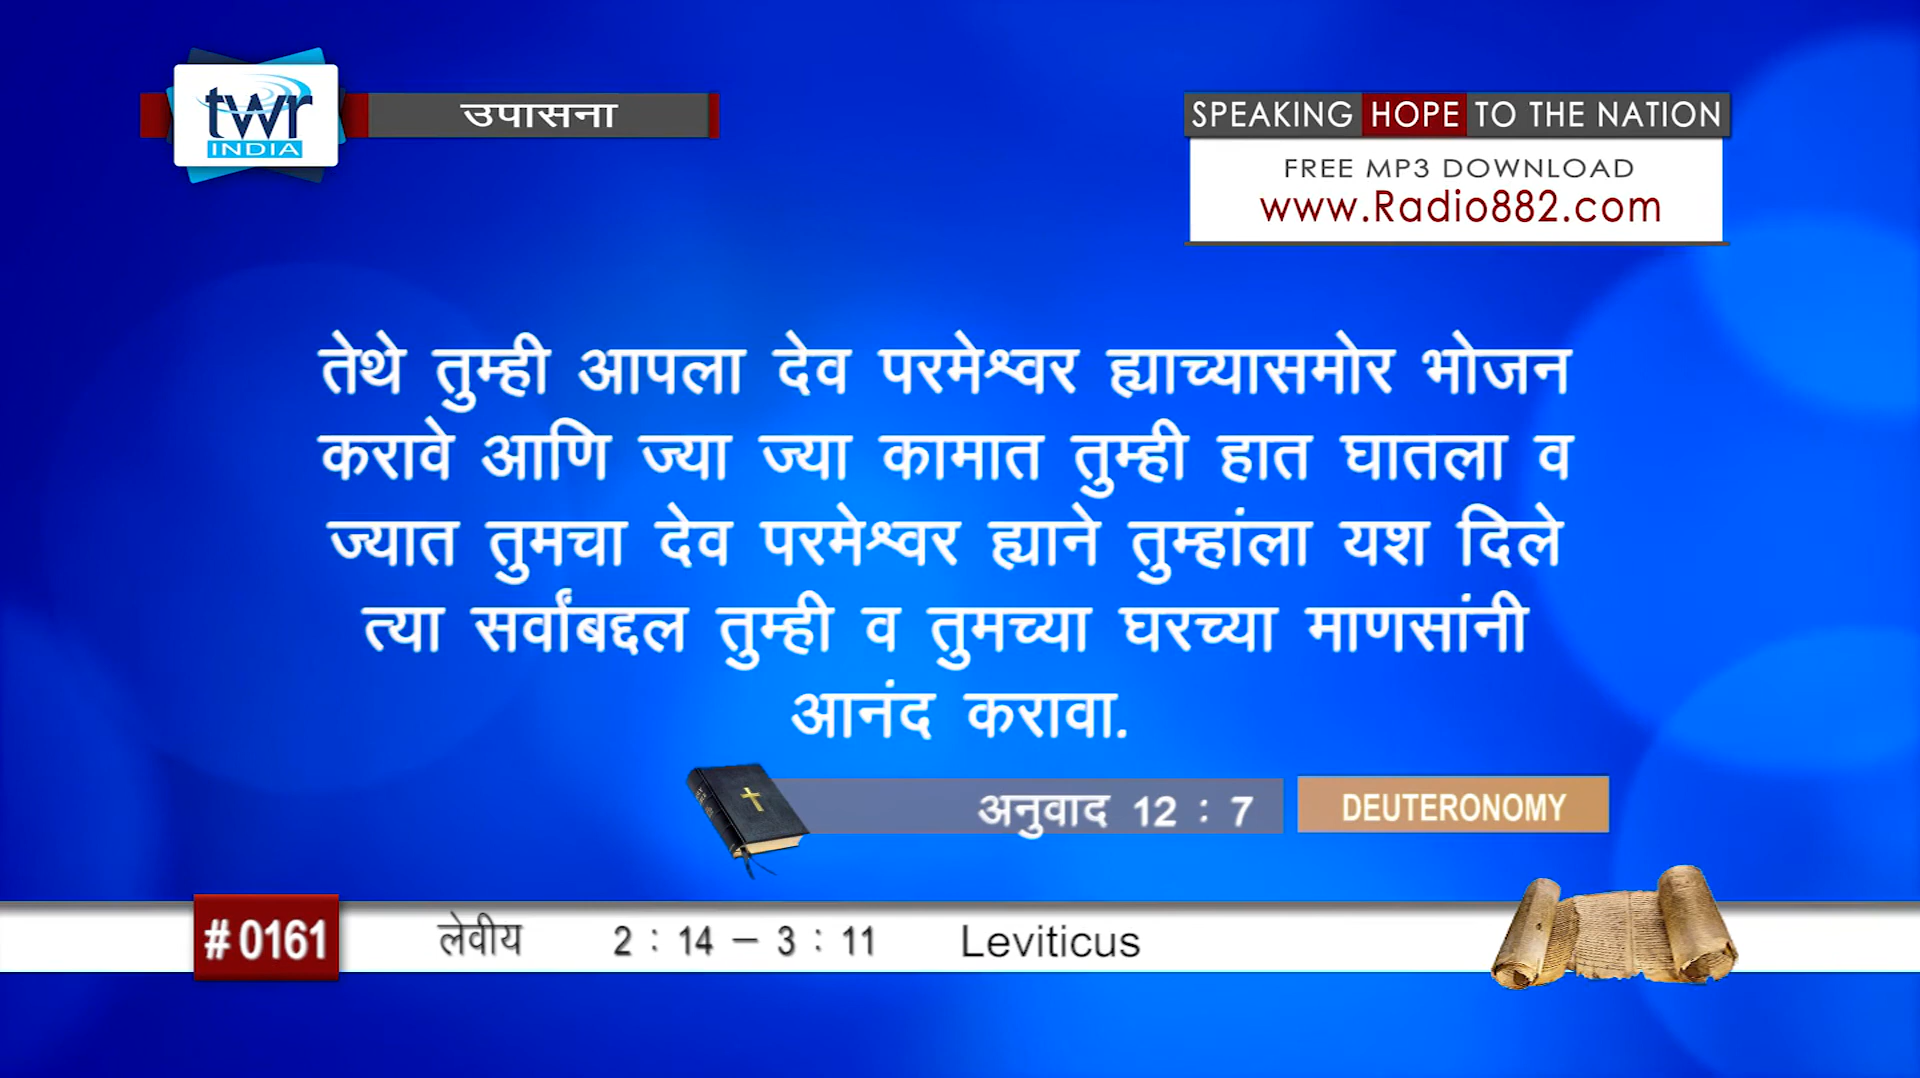 twr
INDIA
उपासना
SPEAKING HOPE TO THE NATION
FREE MP3 DOWNLOAD
www.Radio882.com
तेथे तुम्ही आपला देव परमेश्वर ह्याच्यासमोर भोजन
करावे आणि ज्या ज्या कामात तुम्ही हात घातला व
ज्यात तुमचा देव परमेश्वर ह्याने तुम्हांला यश दिले
त्या सर्वांबद्दल तुम्ही व तुमच्या घरच्या माणसांनी
आनंद करावा.
अनुवाद 12 : 7 DEUTERONOMY
# 0161 लेवीय 2 : 14 – 3 : 11 Leviticus